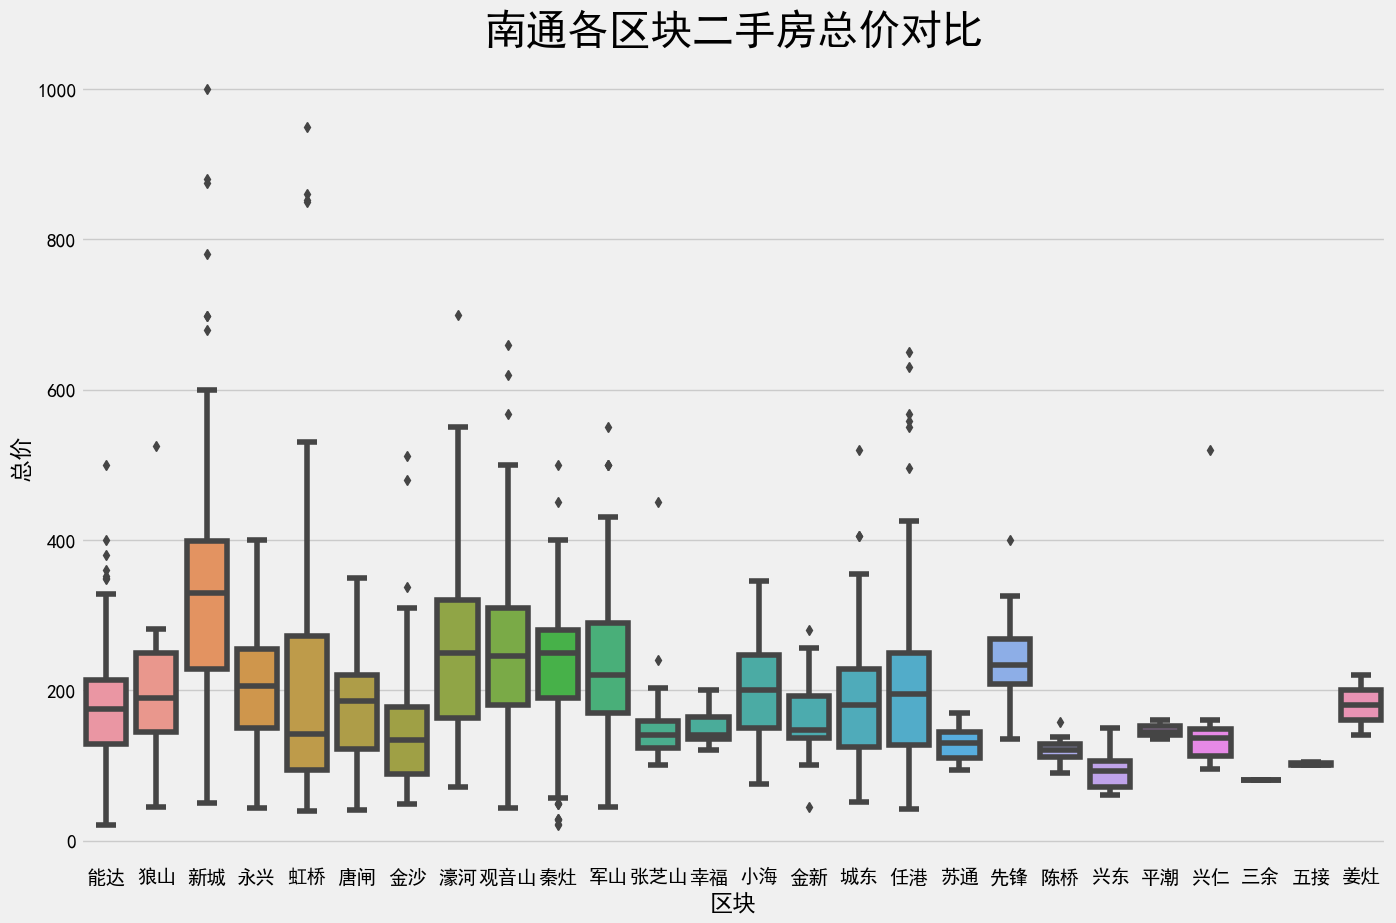 南通各区块二手房总价对比
1000
800
600
400
200
0
总价
能达 狼山 新城 永兴 虹桥 唐闸 金沙 濠河 观音山 秦灶 军山 张芝山 幸福 小海 金新 城东 任港 苏通 先锋 陈桥 兴东 平潮 兴仁 三余 五接 姜灶
区块